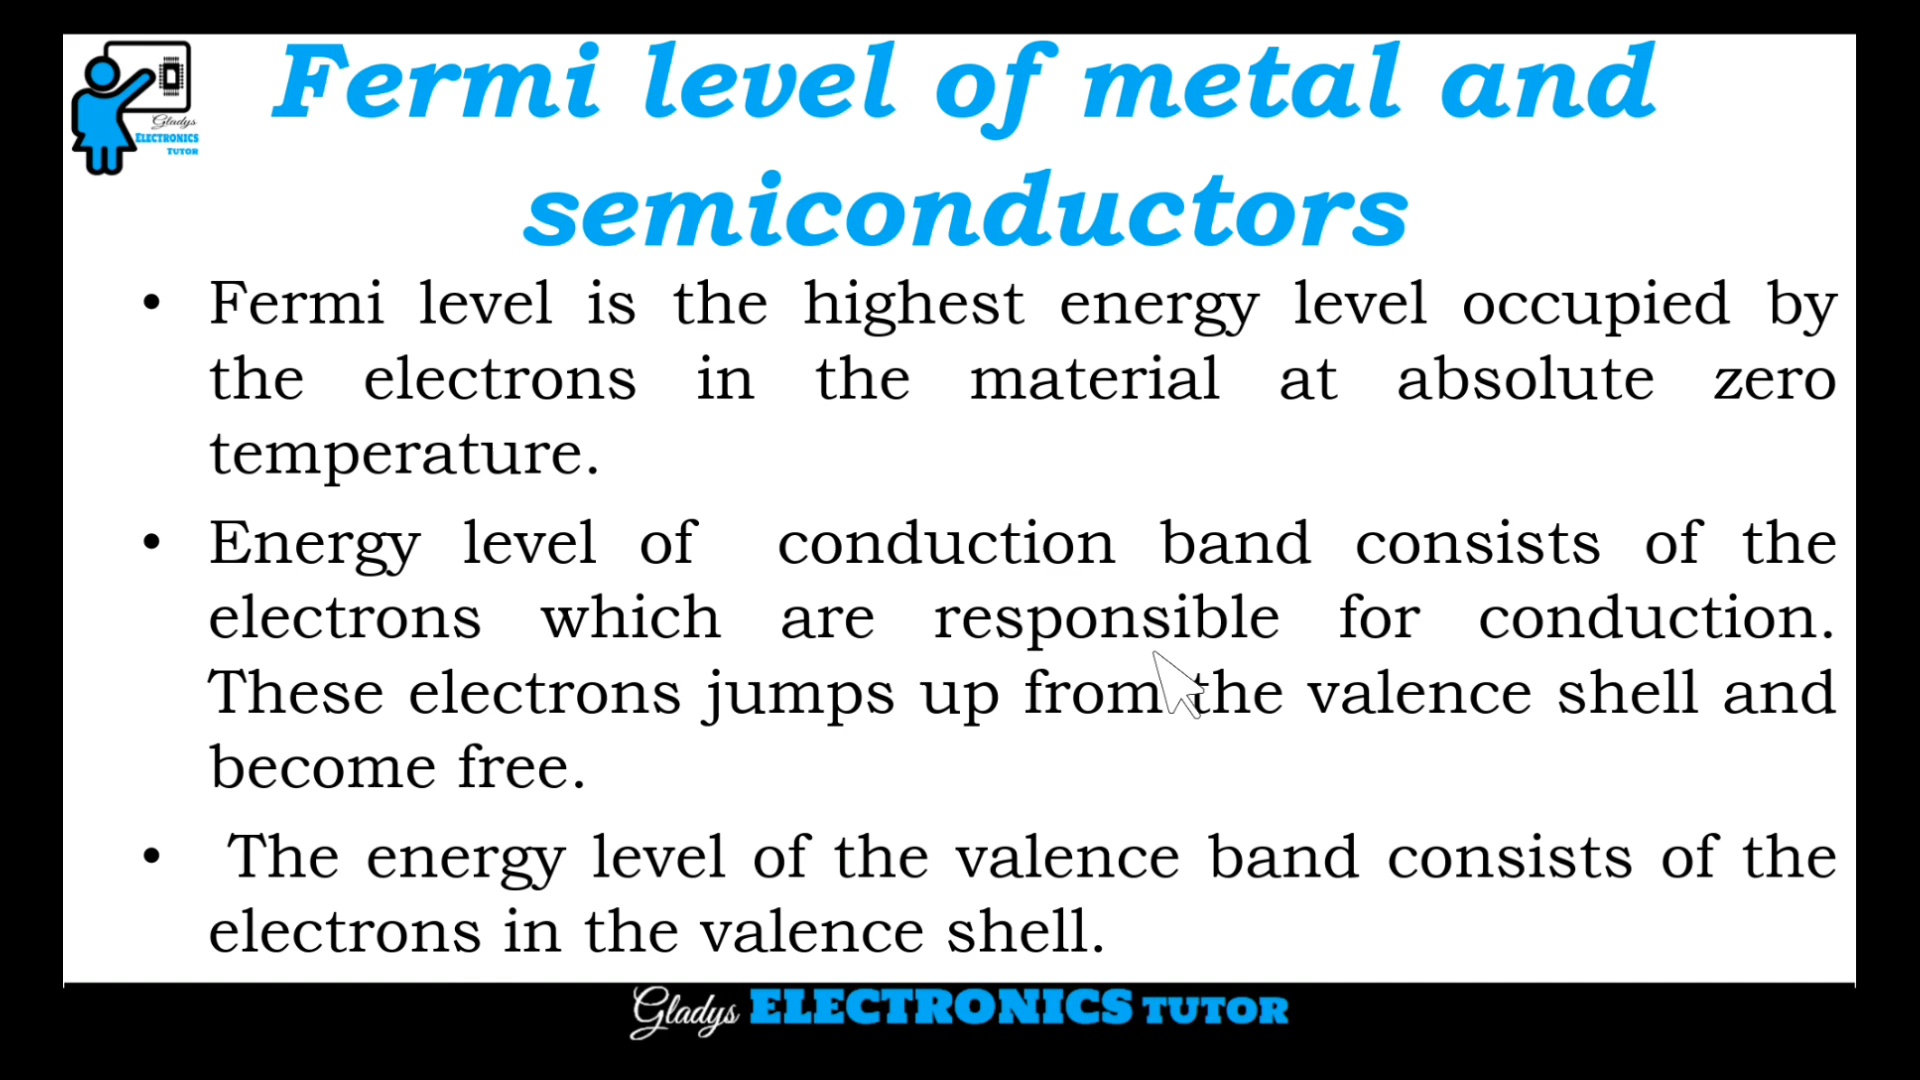 Fermi level of metal and
semiconductors
Gladys
ELECTRONICS
TUTOR
• Fermi level is the highest energy level occupied by
the electrons in the material at absolute zero
temperature.
• Energy level of conduction band consists of the
electrons which are responsible for conduction.
These electrons jumps up from the valence shell and
become free.
• The energy level of the valence band consists of the
electrons in the valence shell.
Gladys ELECTRONICS TUTOR